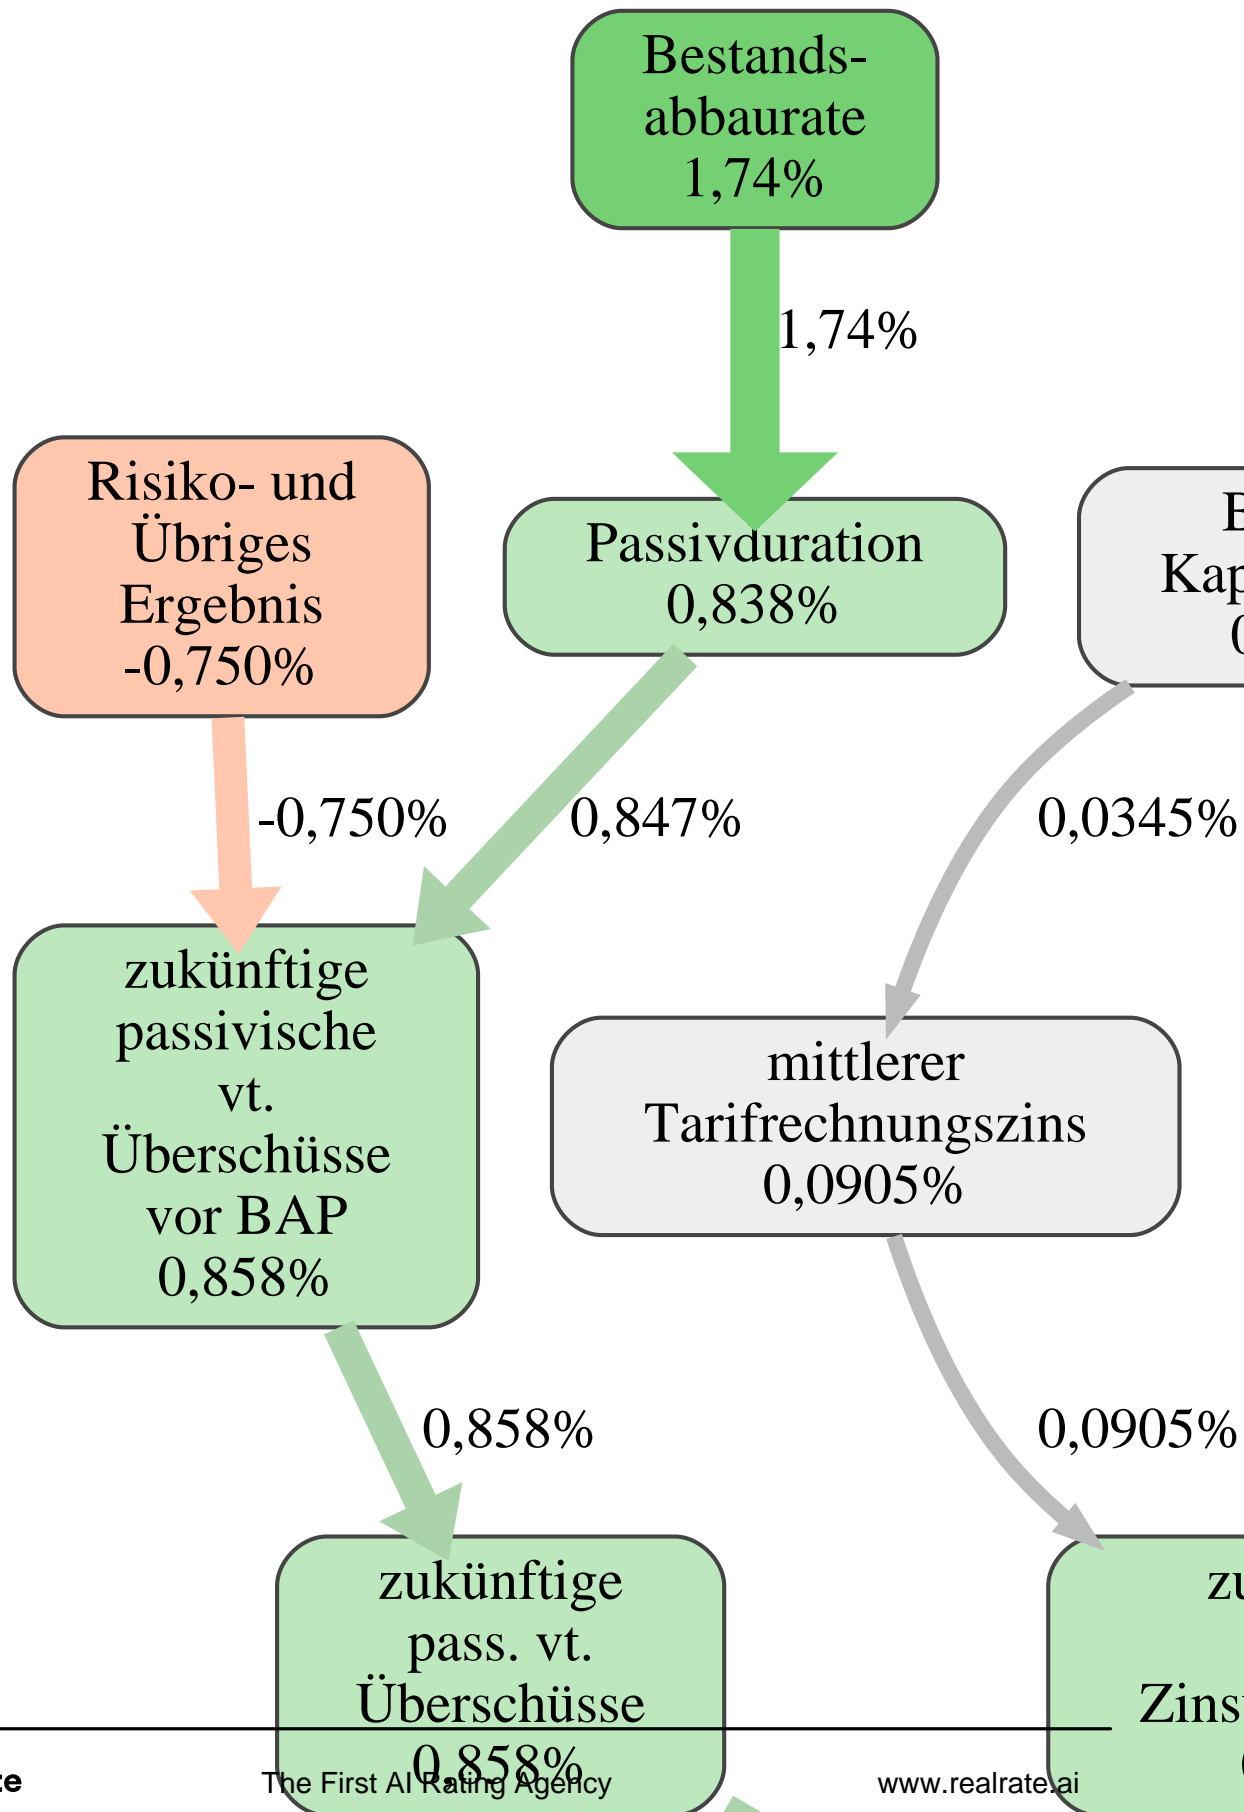 Bestands-
abbaurate
1,74%
1,74%
Risiko- und
Übriges
Ergebnis
-0,750%
Passivduration
0,838%
-0,750%
0,847%
0,0345%
zukünftige
passivische
vt.
Überschüsse
vor BAP
0,858%
mittlerer
Tarifrechnungszins
0,0905%
0,858%
0,0905%
zukünftige
pass. vt.
Überschüsse
0,858%
The First AI Rating Agency
www.realrate.ai